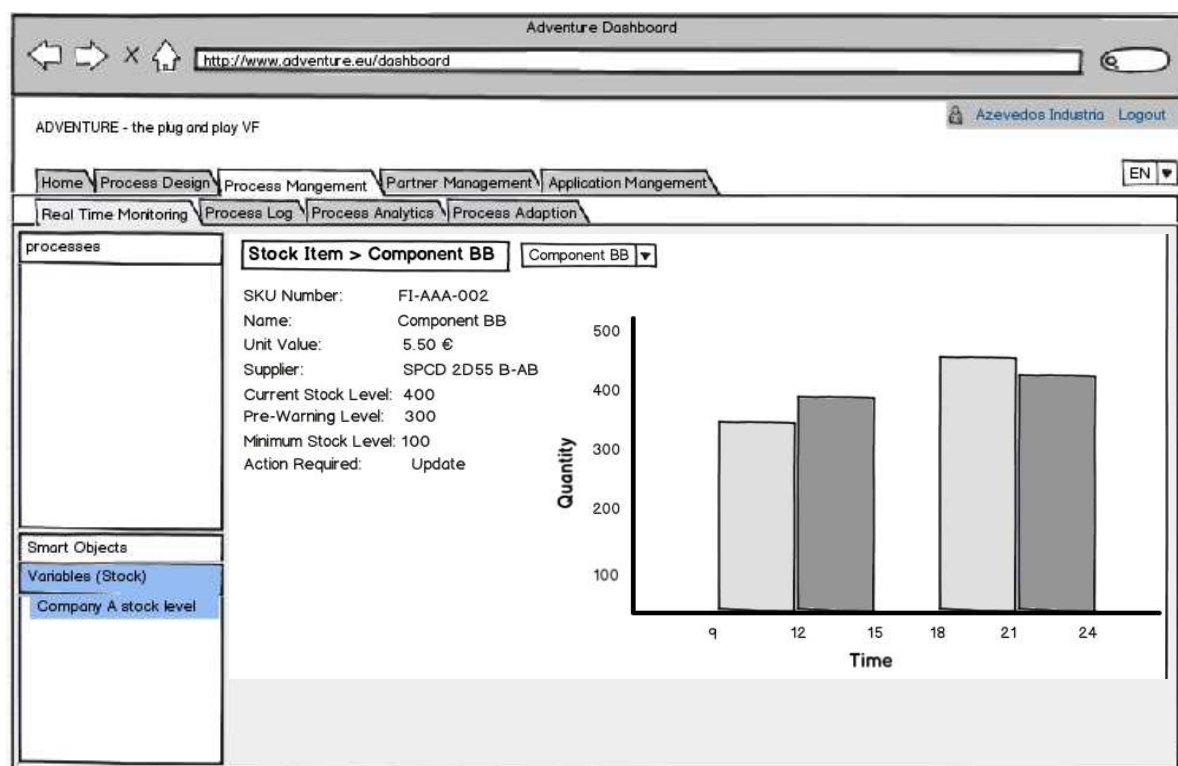 Adventure Dashboard
http://www.adventure.eu/dashboard
Azevedos Industria Logout
ADVENTURE - the plug and play VF
EN
Home Process Design Process Mangement Partner Management Application Mangement
Real Time Monitoring Process Log Process Analytics Process Adaption
processes
Smart Objects
Variables (Stock)
Company A stock level
Stock Item > Component BB Component BB
SKU Number: FI-AAA-002
Name: Component BB
Unit Value: 5.50 €
Supplier: SPCD 2D55 B-AB
Current Stock Level: 400
Pre-Warning Level: 300
Minimum Stock Level: 100
Action Required: Update
Quantity
500
400
300
200
100
9 12 15 18 21 24
Time